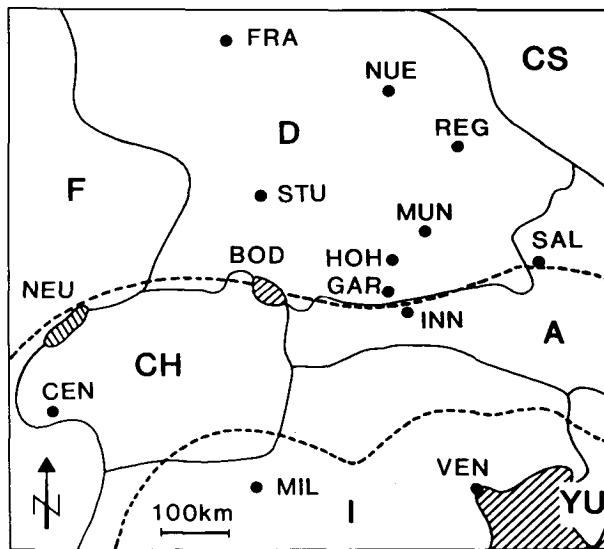 FRA
CS
NUE
D
REG
F
STU
MUN
SAL
BOD
HOH
NEU
GAR
INN
A
CH
CEN
N
VEN
MIL
I
YU
100km